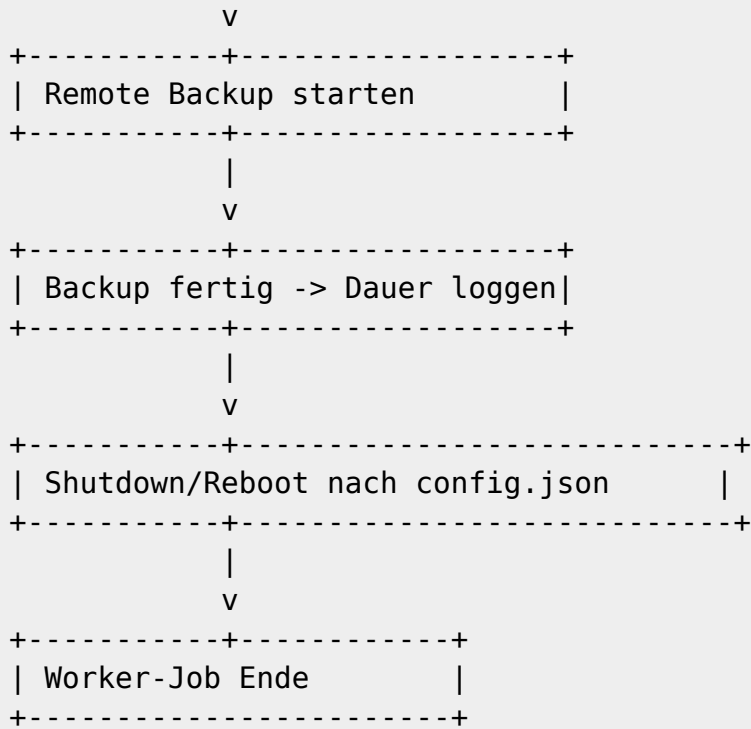 v
+-----------+-----------------+
| Remote Backup starten        |
+-----------+-----------------+
|
v
+-----------+-----------------+
| Backup fertig -> Dauer loggen|
+-----------+-----------------+
|
v
+-----------+---------------------------+
| Shutdown/Reboot nach config.json      |
+-----------+---------------------------+
|
v
+-----------+------------+
| Worker-Job Ende        |
+------------------------+